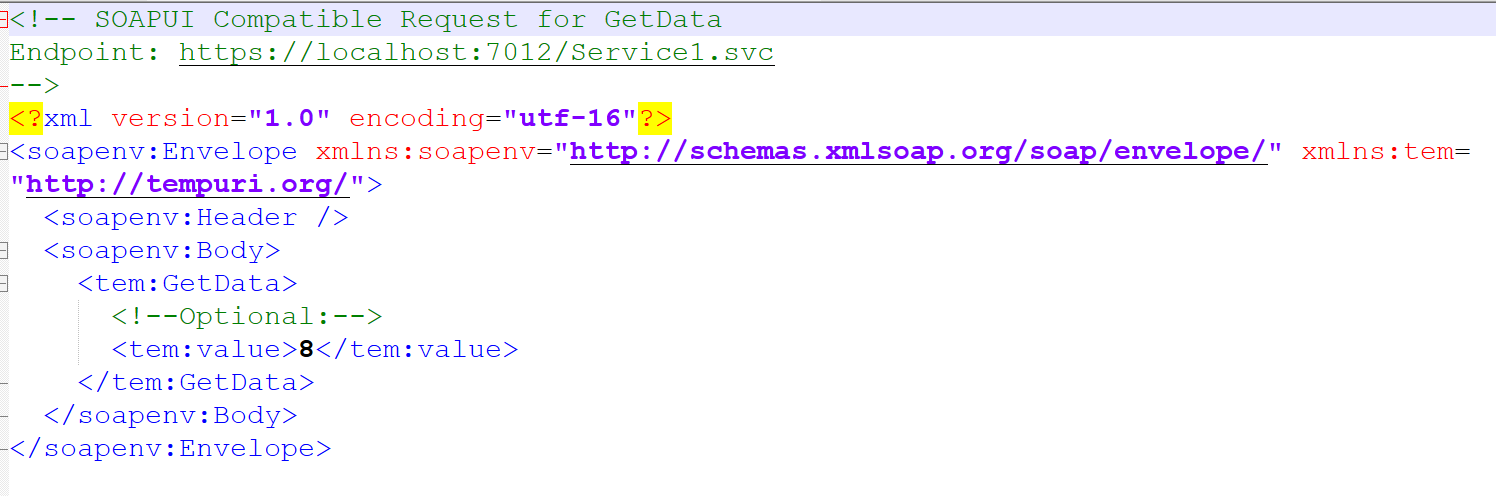 <!-- SOAPUI Compatible Request for GetData
Endpoint: https://localhost:7012/Service1.svc
-->
<?xml version="1.0" encoding="utf-16"?>
<soapenv:Envelope xmlns:soapenv="http://schemas.xmlsoap.org/soap/envelope/" xmlns:tem=
"http://tempuri.org/">
  <soapenv:Header />
  <soapenv:Body>
    <tem:GetData>
      <!--Optional:-->
      <tem:value>8</tem:value>
    </tem:GetData>
  </soapenv:Body>
</soapenv:Envelope>